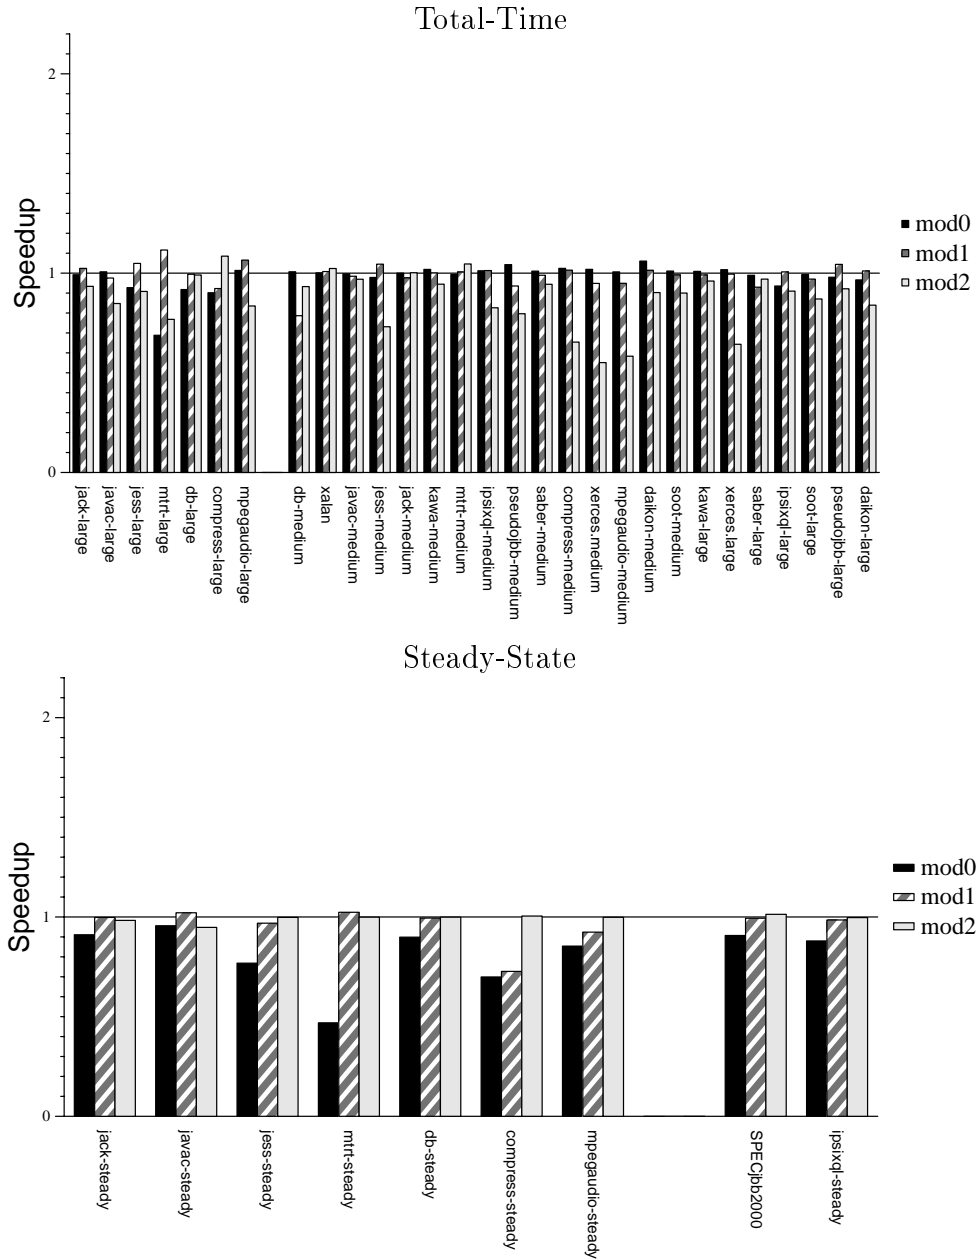 Total-Time
2
1
0
Speedup
mod0
mod1
mod2
jack-large
javac-large
jess-large
mtrt-large
db-large
compress-large
mpegaudio-large
db-medium
xalan
javac-medium
jess-medium
jack-medium
kawa-medium
mtrt-medium
ipsixql-medium
pseudojbb-medium
saber-medium
compress-medium
xerces.medium
mpegaudio-medium
daikon-medium
soot-medium
kawa-large
xerces.large
saber-large
ipsixql-large
soot-large
pseudojbb-large
daikon-large
Steady-State
2
1
0
Speedup
mod0
mod1
mod2
jack-steady
javac-steady
jess-steady
mtrt-steady
db-steady
compress-steady
mpegaudio-steady
SPECjbb2000
ipsixql-steady